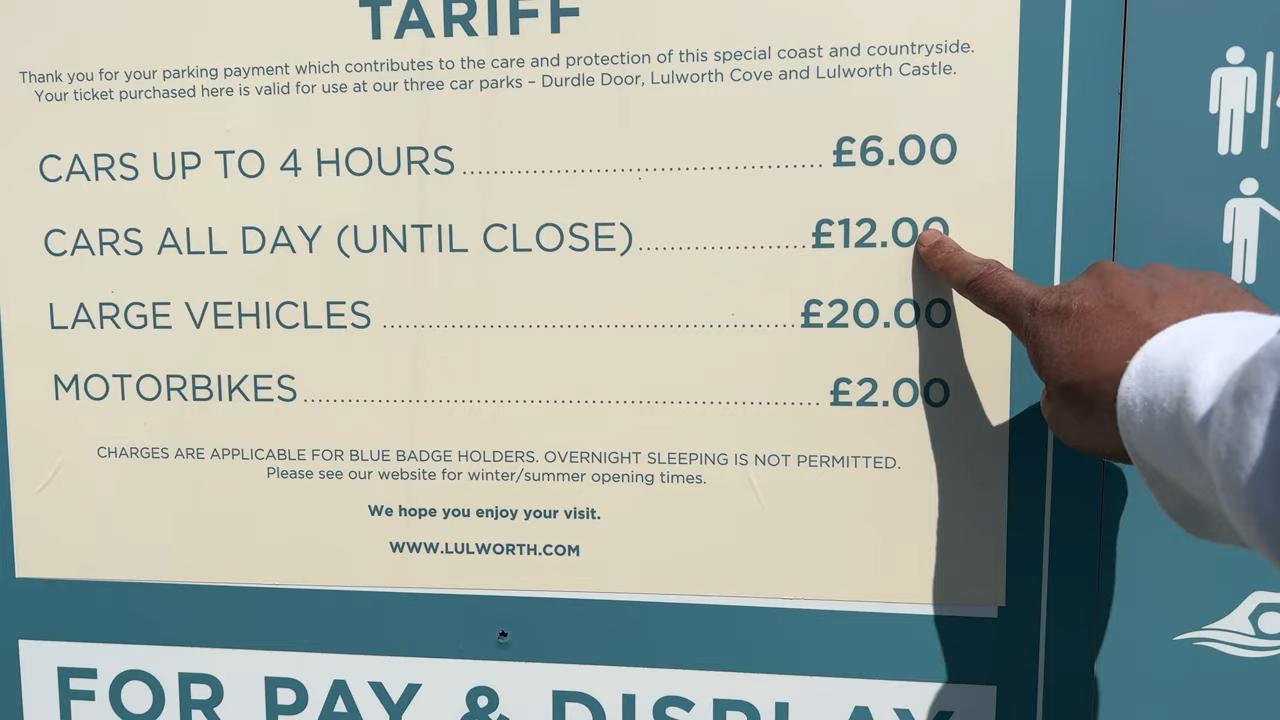 TARIFF
Thank you for your parking payment which contributes to the care and protection of this special coast and countryside.
Your ticket purchased here is valid for use at our three car parks – Durdle Door, Lulworth Cove and Lulworth Castle.
CARS UP TO 4 HOURS........................................................ £6.00
CARS ALL DAY (UNTIL CLOSE)......................... £12.00
LARGE VEHICLES ............................................................... £20.00
MOTORBIKES............................................................................... £2.00
CHARGES ARE APPLICABLE FOR BLUE BADGE HOLDERS. OVERNIGHT SLEEPING IS NOT PERMITTED.
Please see our website for winter/summer opening times.
We hope you enjoy your visit.
WWW.LULWORTH.COM
FOR PAY & DISPLAY